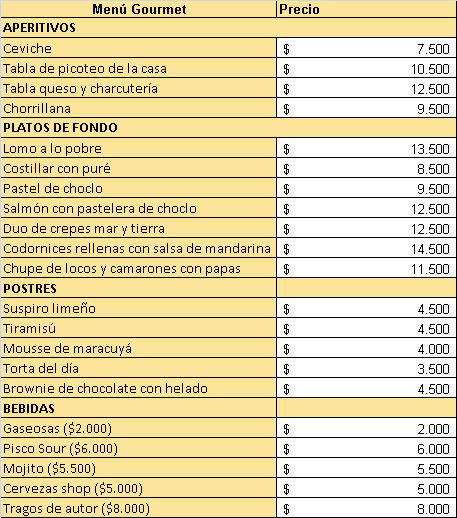 Menú Gourmet Precio
APERITIVOS
Ceviche $ 7.500
Tabla de picoteo de la casa $ 10.500
Tabla queso y charcutería $ 12.500
Chorrillana $ 9.500
PLATOS DE FONDO
Lomo a lo pobre $ 13.500
Costillar con puré $ 8.500
Pastel de choclo $ 9.500
Salmón con pastelera de choclo $ 12.500
Duo de crepes mar y tierra $ 12.500
Codornices rellenas con salsa de mandarina $ 14.500
Chupe de locos y camarones con papas $ 11.500
POSTRES
Suspiro limeño $ 4.500
Tiramisú $ 4.500
Mousse de maracuyá $ 4.000
Torta del día $ 3.500
Brownie de chocolate con helado $ 4.500
BEBIDAS
Gaseosas ($2.000) $ 2.000
Pisco Sour ($6.000) $ 6.000
Mojito ($5.500) $ 5.500
Cervezas shop ($5.000) $ 5.000
Tragos de autor ($8.000) $ 8.000